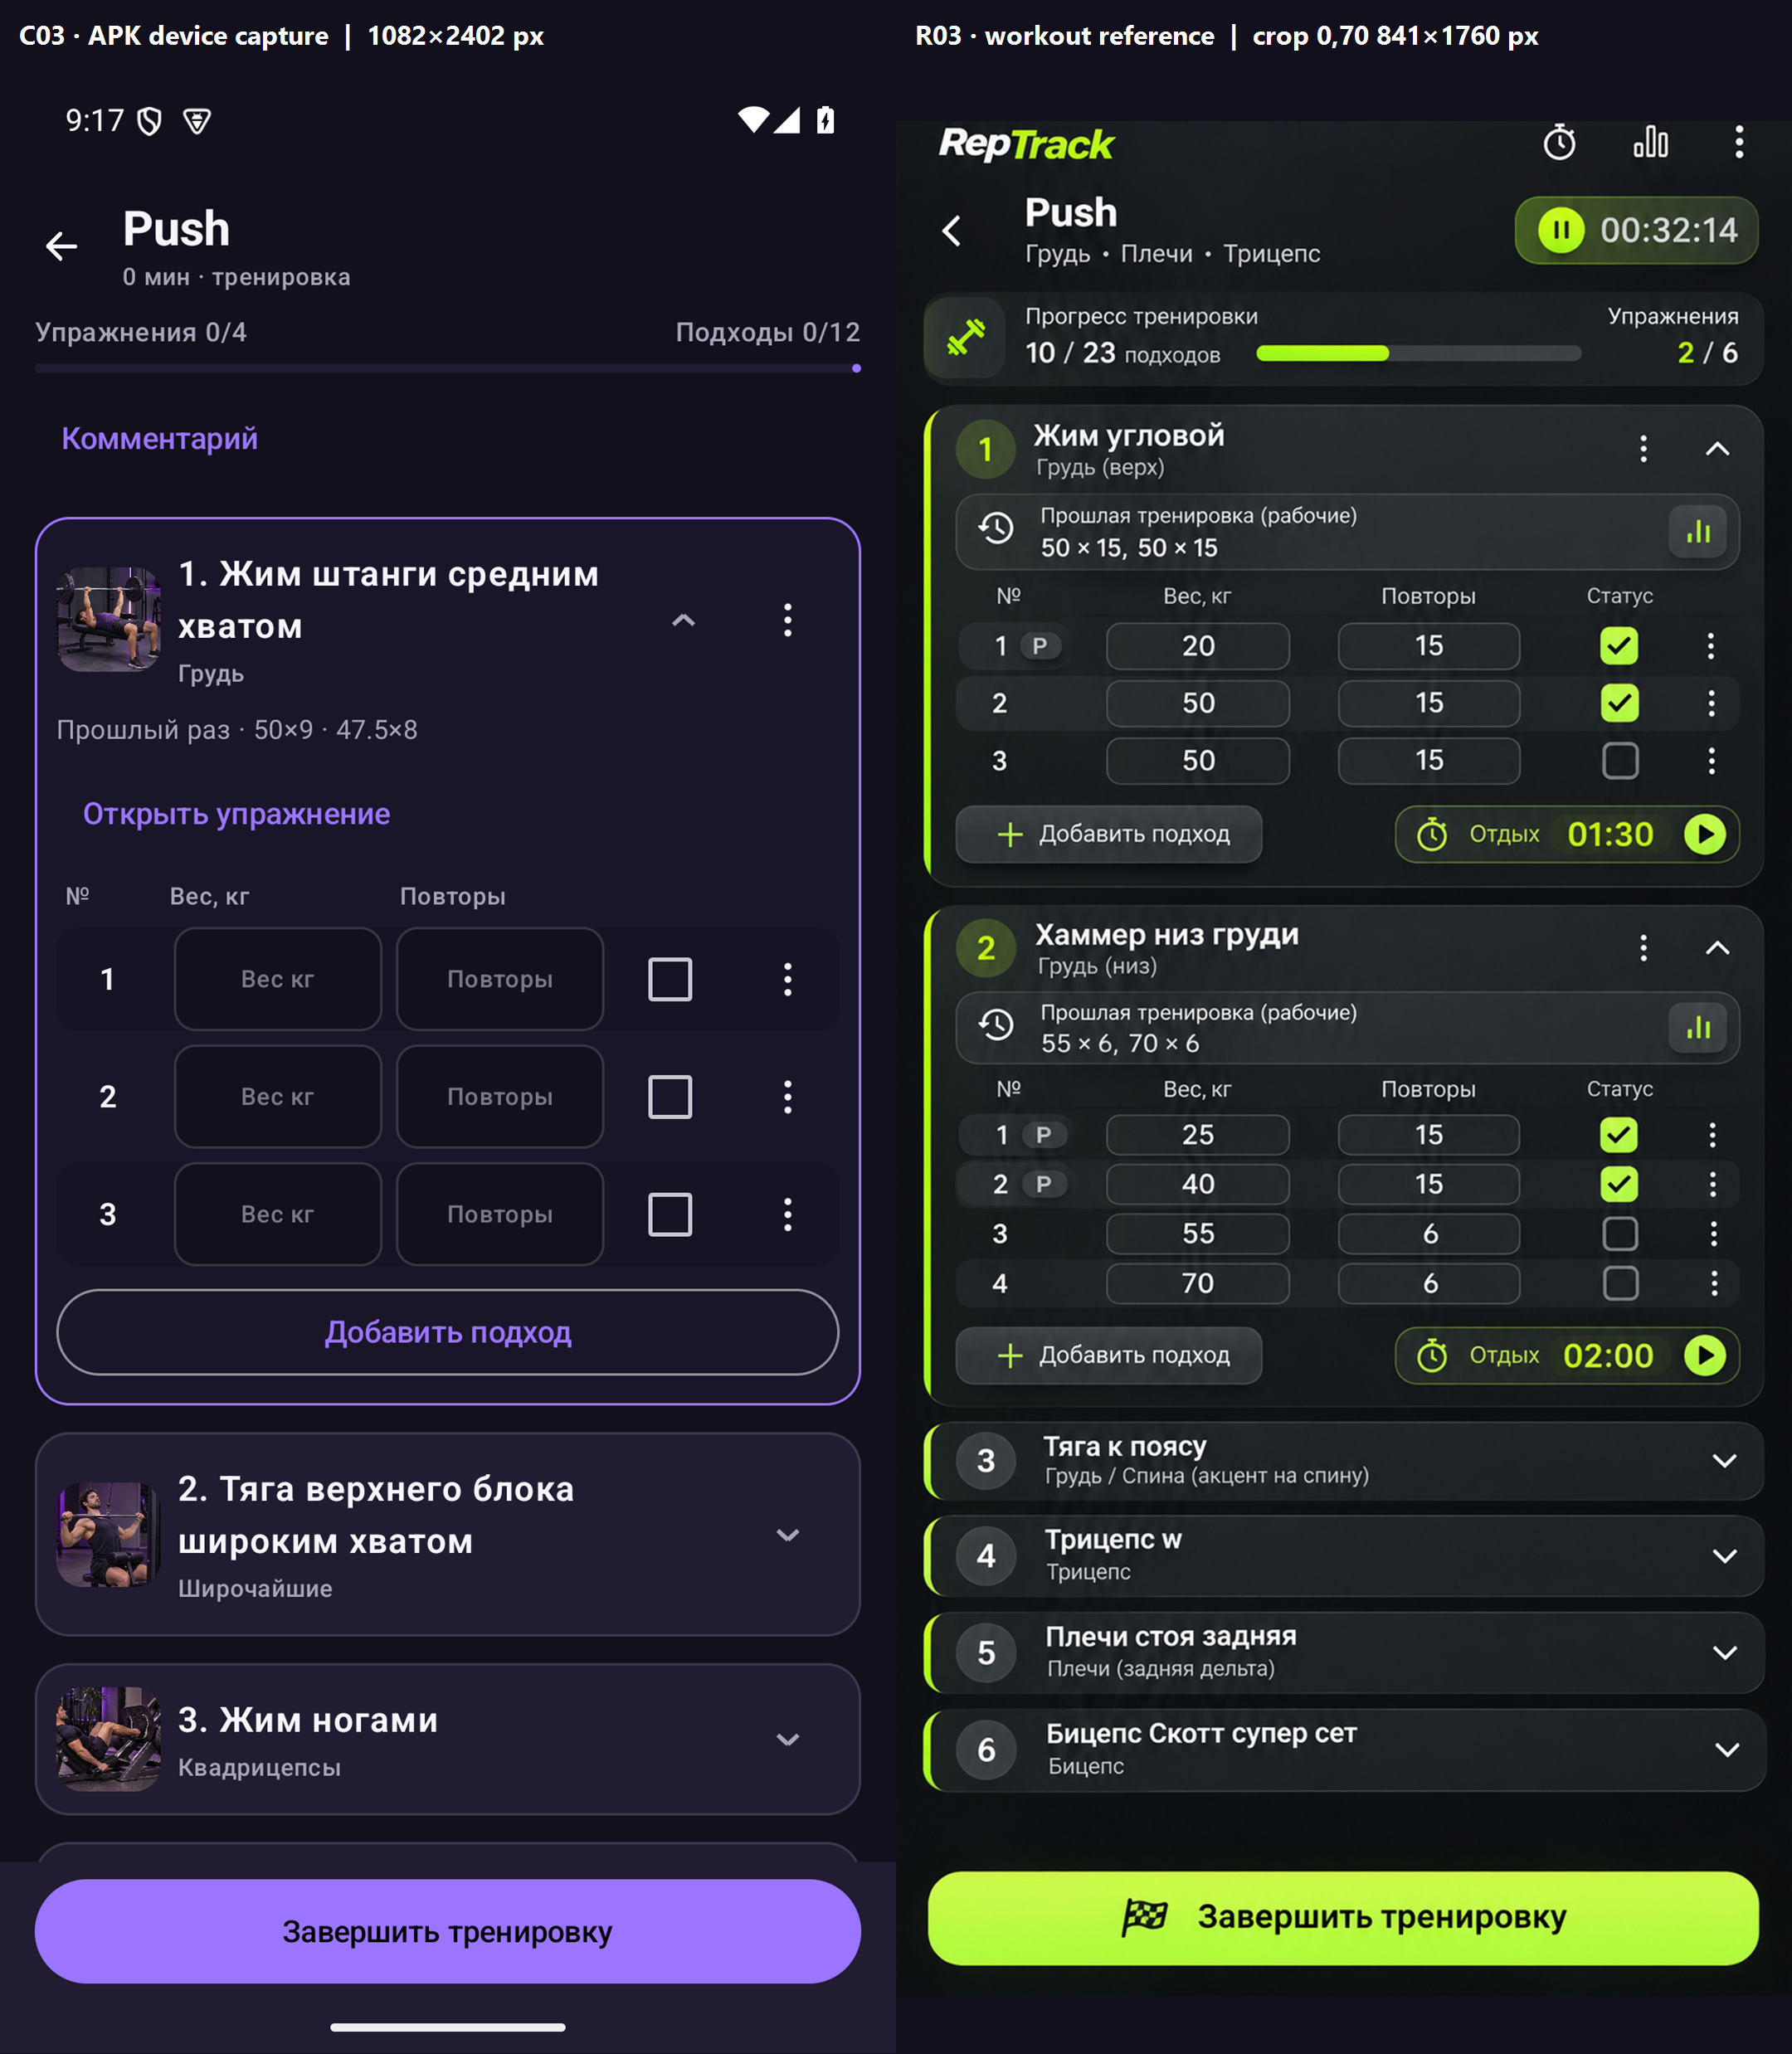 C03 · APK device capture | 1082×2402 px
9:17
Push
0 мин · тренировка
Упражнения 0/4
Подходы 0/12
Комментарий
1. Жим штанги средним
хватом
Грудь
Прошлый раз · 50×9 · 47.5×8
Открыть упражнение
№ Вес, кг Повторы
1 Вес кг Повторы
2 Вес кг Повторы
3 Вес кг Повторы
Добавить подход
2. Тяга верхнего блока
широким хватом
Широчайшие
3. Жим ногами
Квадрицепсы
Завершить тренировку
R03 · workout reference | crop 0,70 841×1760 px
RepTrack
Push
Грудь • Плечи • Трицепс
00:32:14
Прогресс тренировки
10 / 23 подходов
Упражнения
2 / 6
1
Жим угловой
Грудь (верх)
Прошлая тренировка (рабочие)
50 × 15, 50 × 15
№ Вес, кг Повторы Статус
1 P 20 15
2 50 15
3 50 15
+ Добавить подход
Отдых 01:30
2
Хаммер низ груди
Грудь (низ)
Прошлая тренировка (рабочие)
55 × 6, 70 × 6
№ Вес, кг Повторы Статус
1 P 25 15
2 P 40 15
3 55 6
4 70 6
+ Добавить подход
Отдых 02:00
3
Тяга к поясу
Грудь / Спина (акцент на спину)
4
Трицепс w
Трицепс
5
Плечи стоя задняя
Плечи (задняя дельта)
6
Бицепс Скотт супер сет
Бицепс
Завершить тренировку